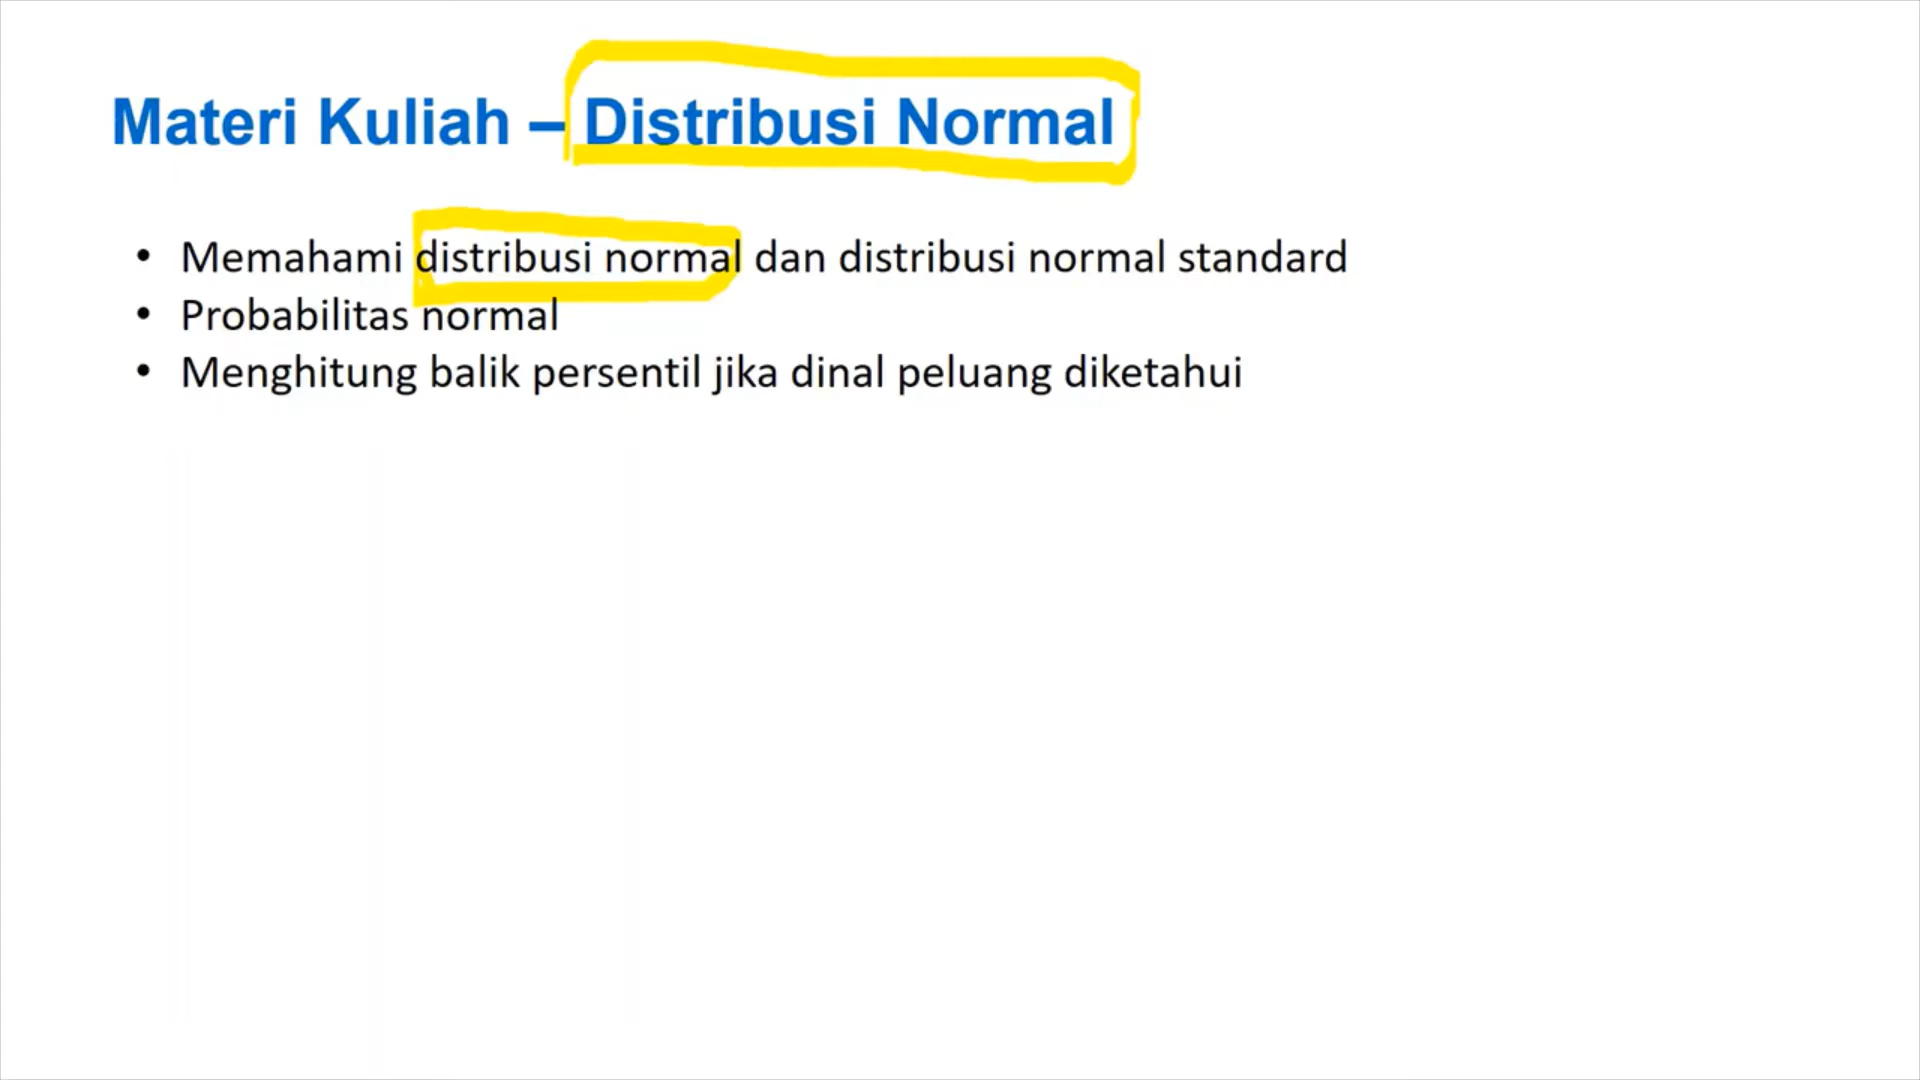 Materi Kuliah – Distribusi Normal
• Memahami distribusi normal dan distribusi normal standard
• Probabilitas normal
• Menghitung balik persentil jika dinal peluang diketahui